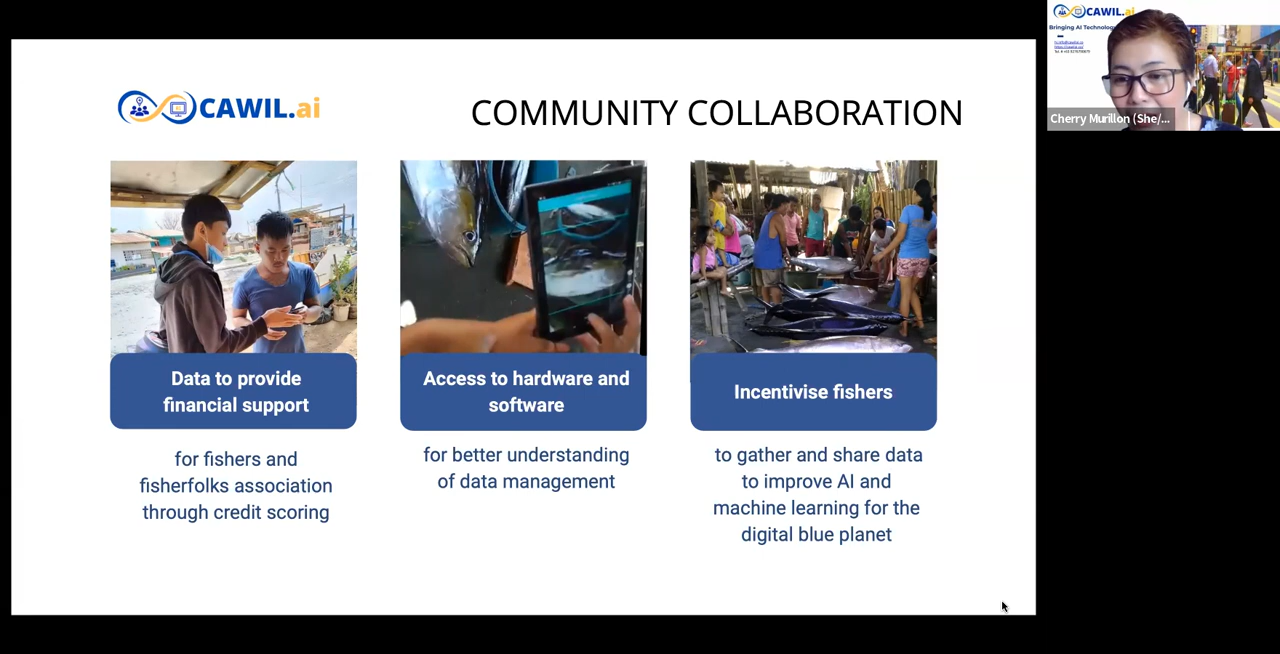 CAWIL.ai
COMMUNITY COLLABORATION
Data to provide
financial support
for fishers and
fisherfolks association
through credit scoring
Access to hardware and
software
for better understanding
of data management
Incentivise fishers
to gather and share data
to improve AI and
machine learning for the
digital blue planet
CAWIL.ai
Bringing AI Technology
Cherry Murillon (She/...